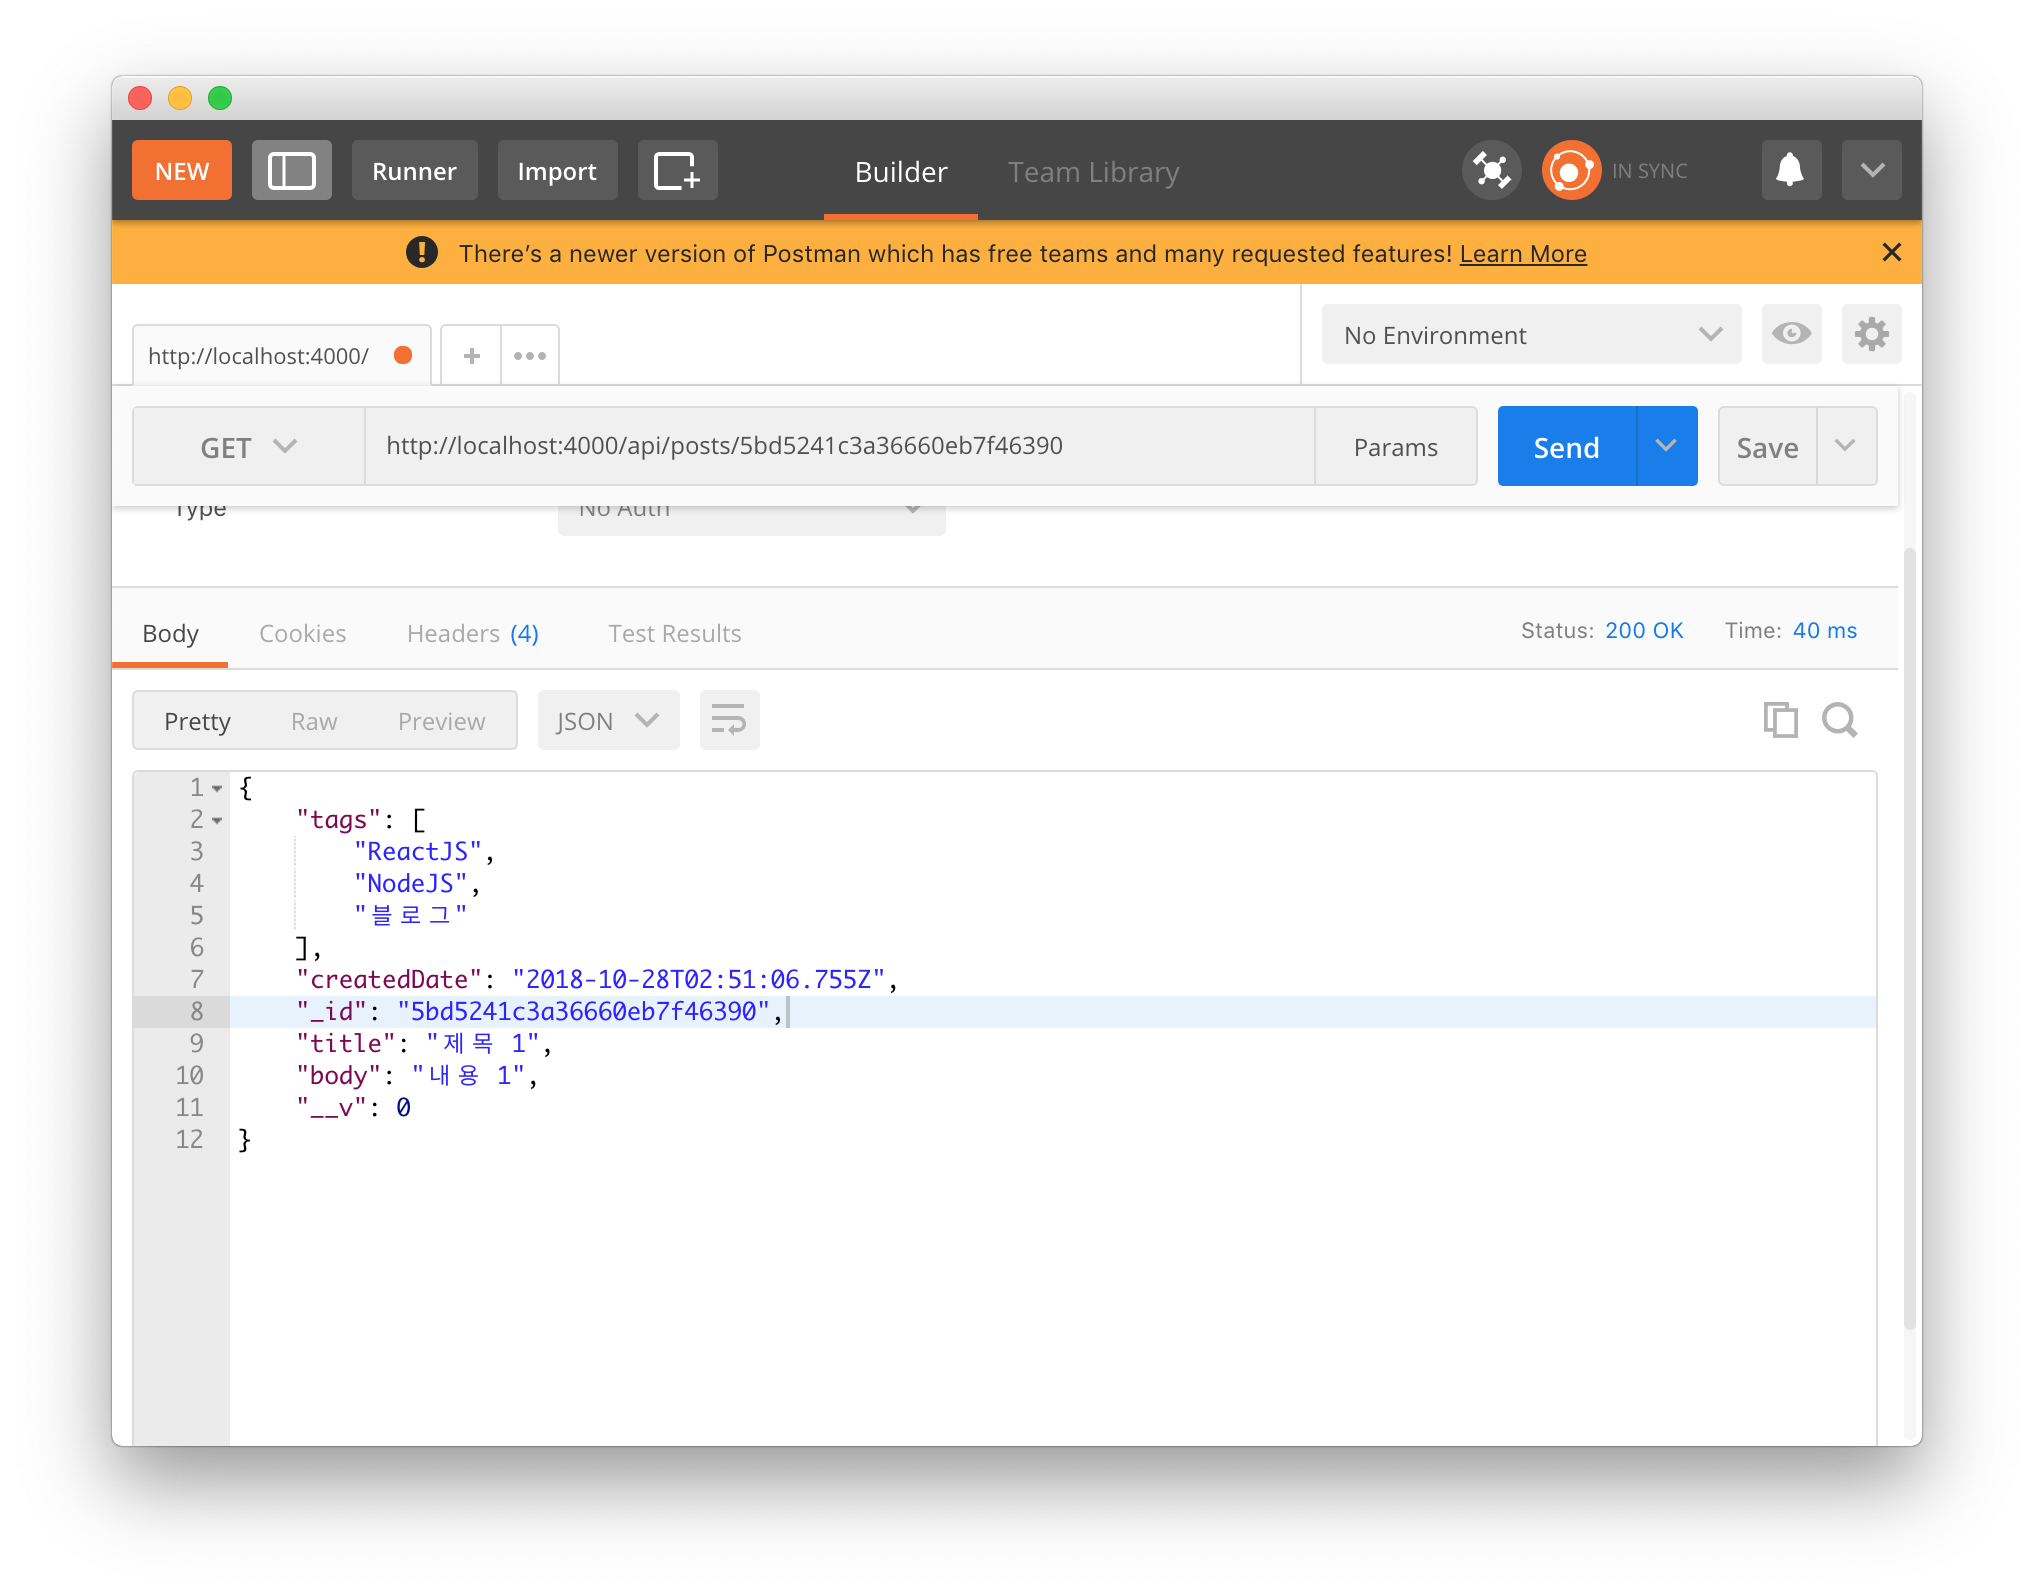 NEW Runner Import Builder Team Library IN SYNC
There’s a newer version of Postman which has free teams and many requested features! Learn More
http://localhost:4000/ No Environment
GET http://localhost:4000/api/posts/5bd5241c3a36660eb7f46390 Params Send Save
Type No Auth
Body Cookies Headers (4) Test Results Status: 200 OK Time: 40 ms
Pretty Raw Preview JSON
1 {
2 "tags": [
3 "ReactJS",
4 "NodeJS",
5 "블로그"
6 ],
7 "createdDate": "2018-10-28T02:51:06.755Z",
8 "_id": "5bd5241c3a36660eb7f46390",
9 "title": "제목 1",
10 "body": "내용 1",
11 "__v": 0
12 }